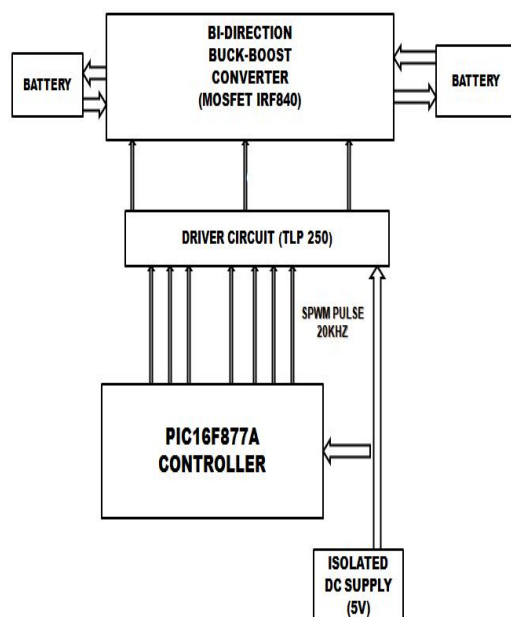 BI-DIRECTION
BUCK-BOOST
CONVERTER
(MOSFET IRF840)
BATTERY
BATTERY
DRIVER CIRCUIT (TLP 250)
SPWM PULSE
20KHZ
PIC16F877A
CONTROLLER
ISOLATED
DC SUPPLY
(5V)